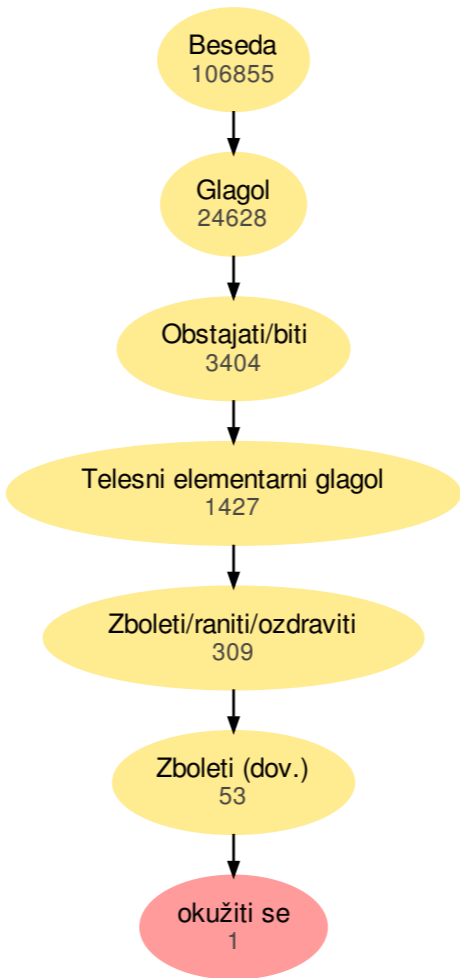 Beseda
106855
Glagol
24628
Obstajati/biti
3404
Telesni elementarni glagol
1427
Zboleti/raniti/ozdraviti
309
Zboleti (dov.)
53
okužiti se
1